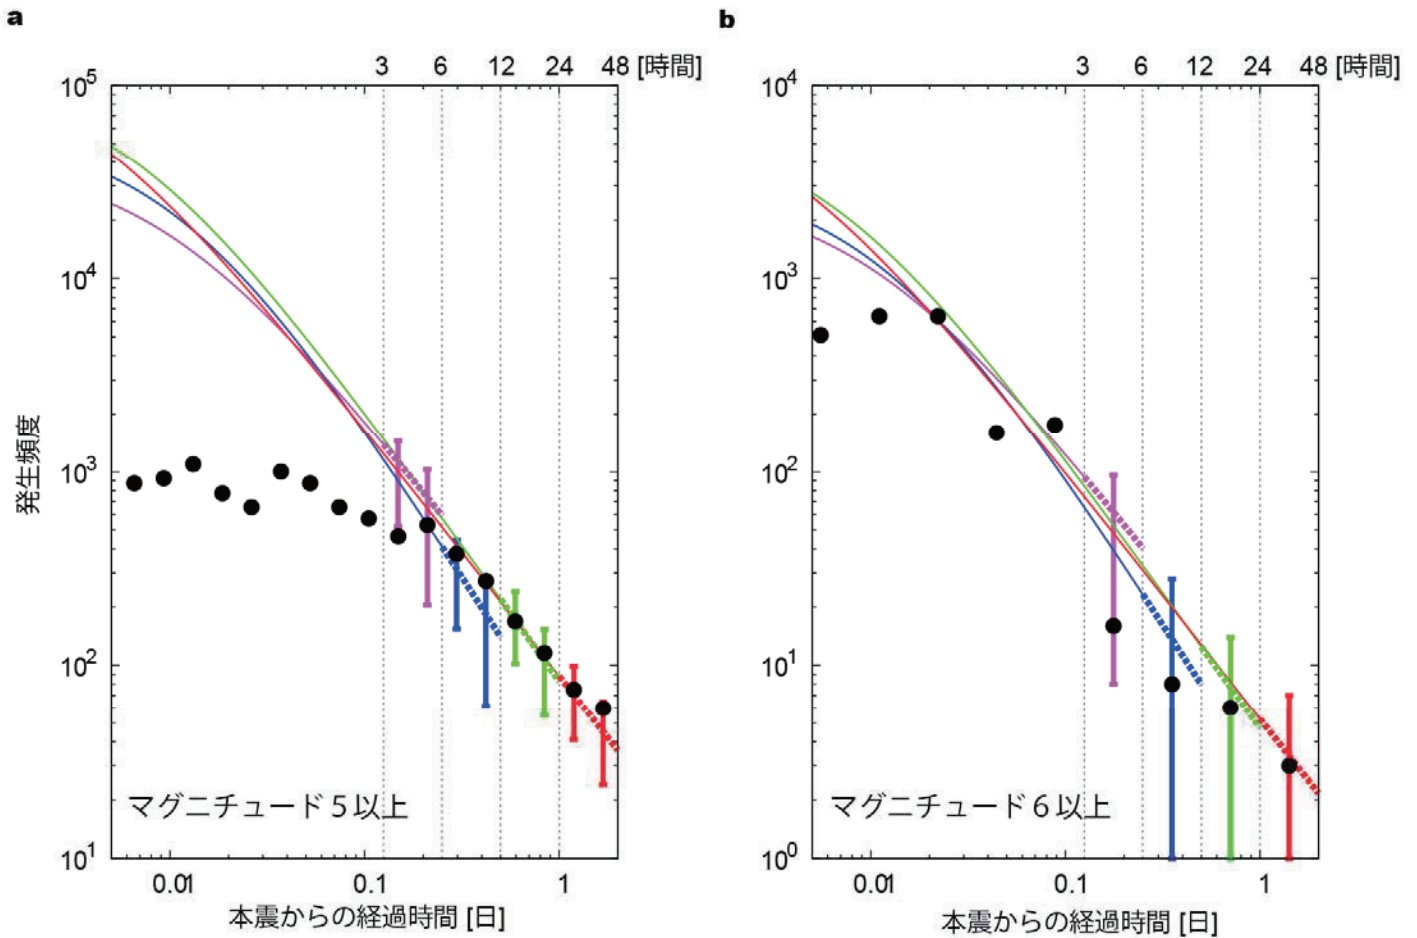 a
b
3 6 12 24 48 [時間]
3 6 12 24 48 [時間]
10^5
10^4
10^3
10^2
10^1
発生頻度
マグニチュード5以上
0.01 0.1 1
本震からの経過時間 [日]
10^4
10^3
10^2
10^1
10^0
マグニチュード6以上
0.01 0.1 1
本震からの経過時間 [日]